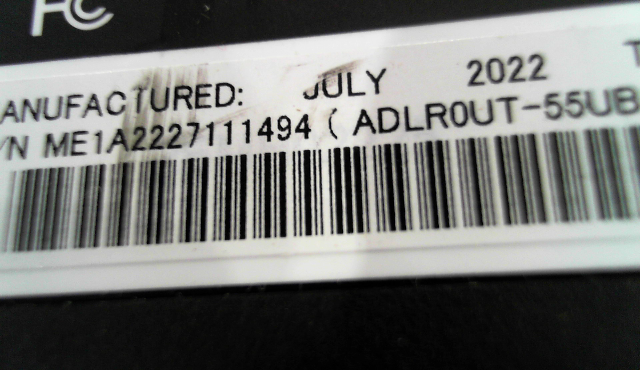 FC
ANUFACTURED: JULY 2022 T
/N ME1A2227111494 ( ADLR0UT-55UB